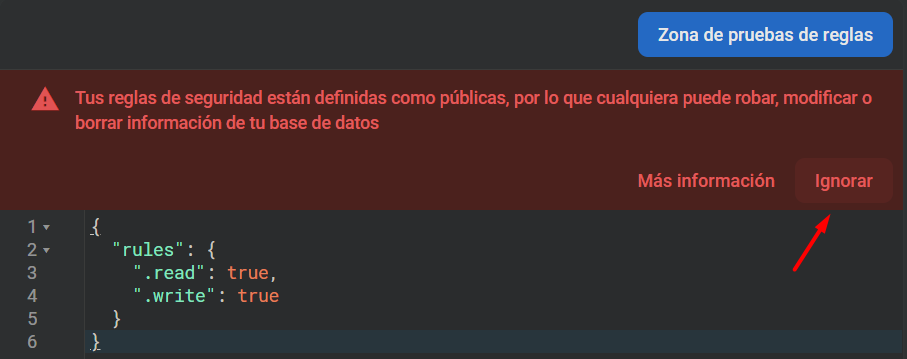 Zona de pruebas de reglas
Tus reglas de seguridad están definidas como públicas, por lo que cualquiera puede robar, modificar o
borrar información de tu base de datos
Más información Ignorar
1 {
2 "rules": {
3 ".read": true,
4 ".write": true
5 }
6 }